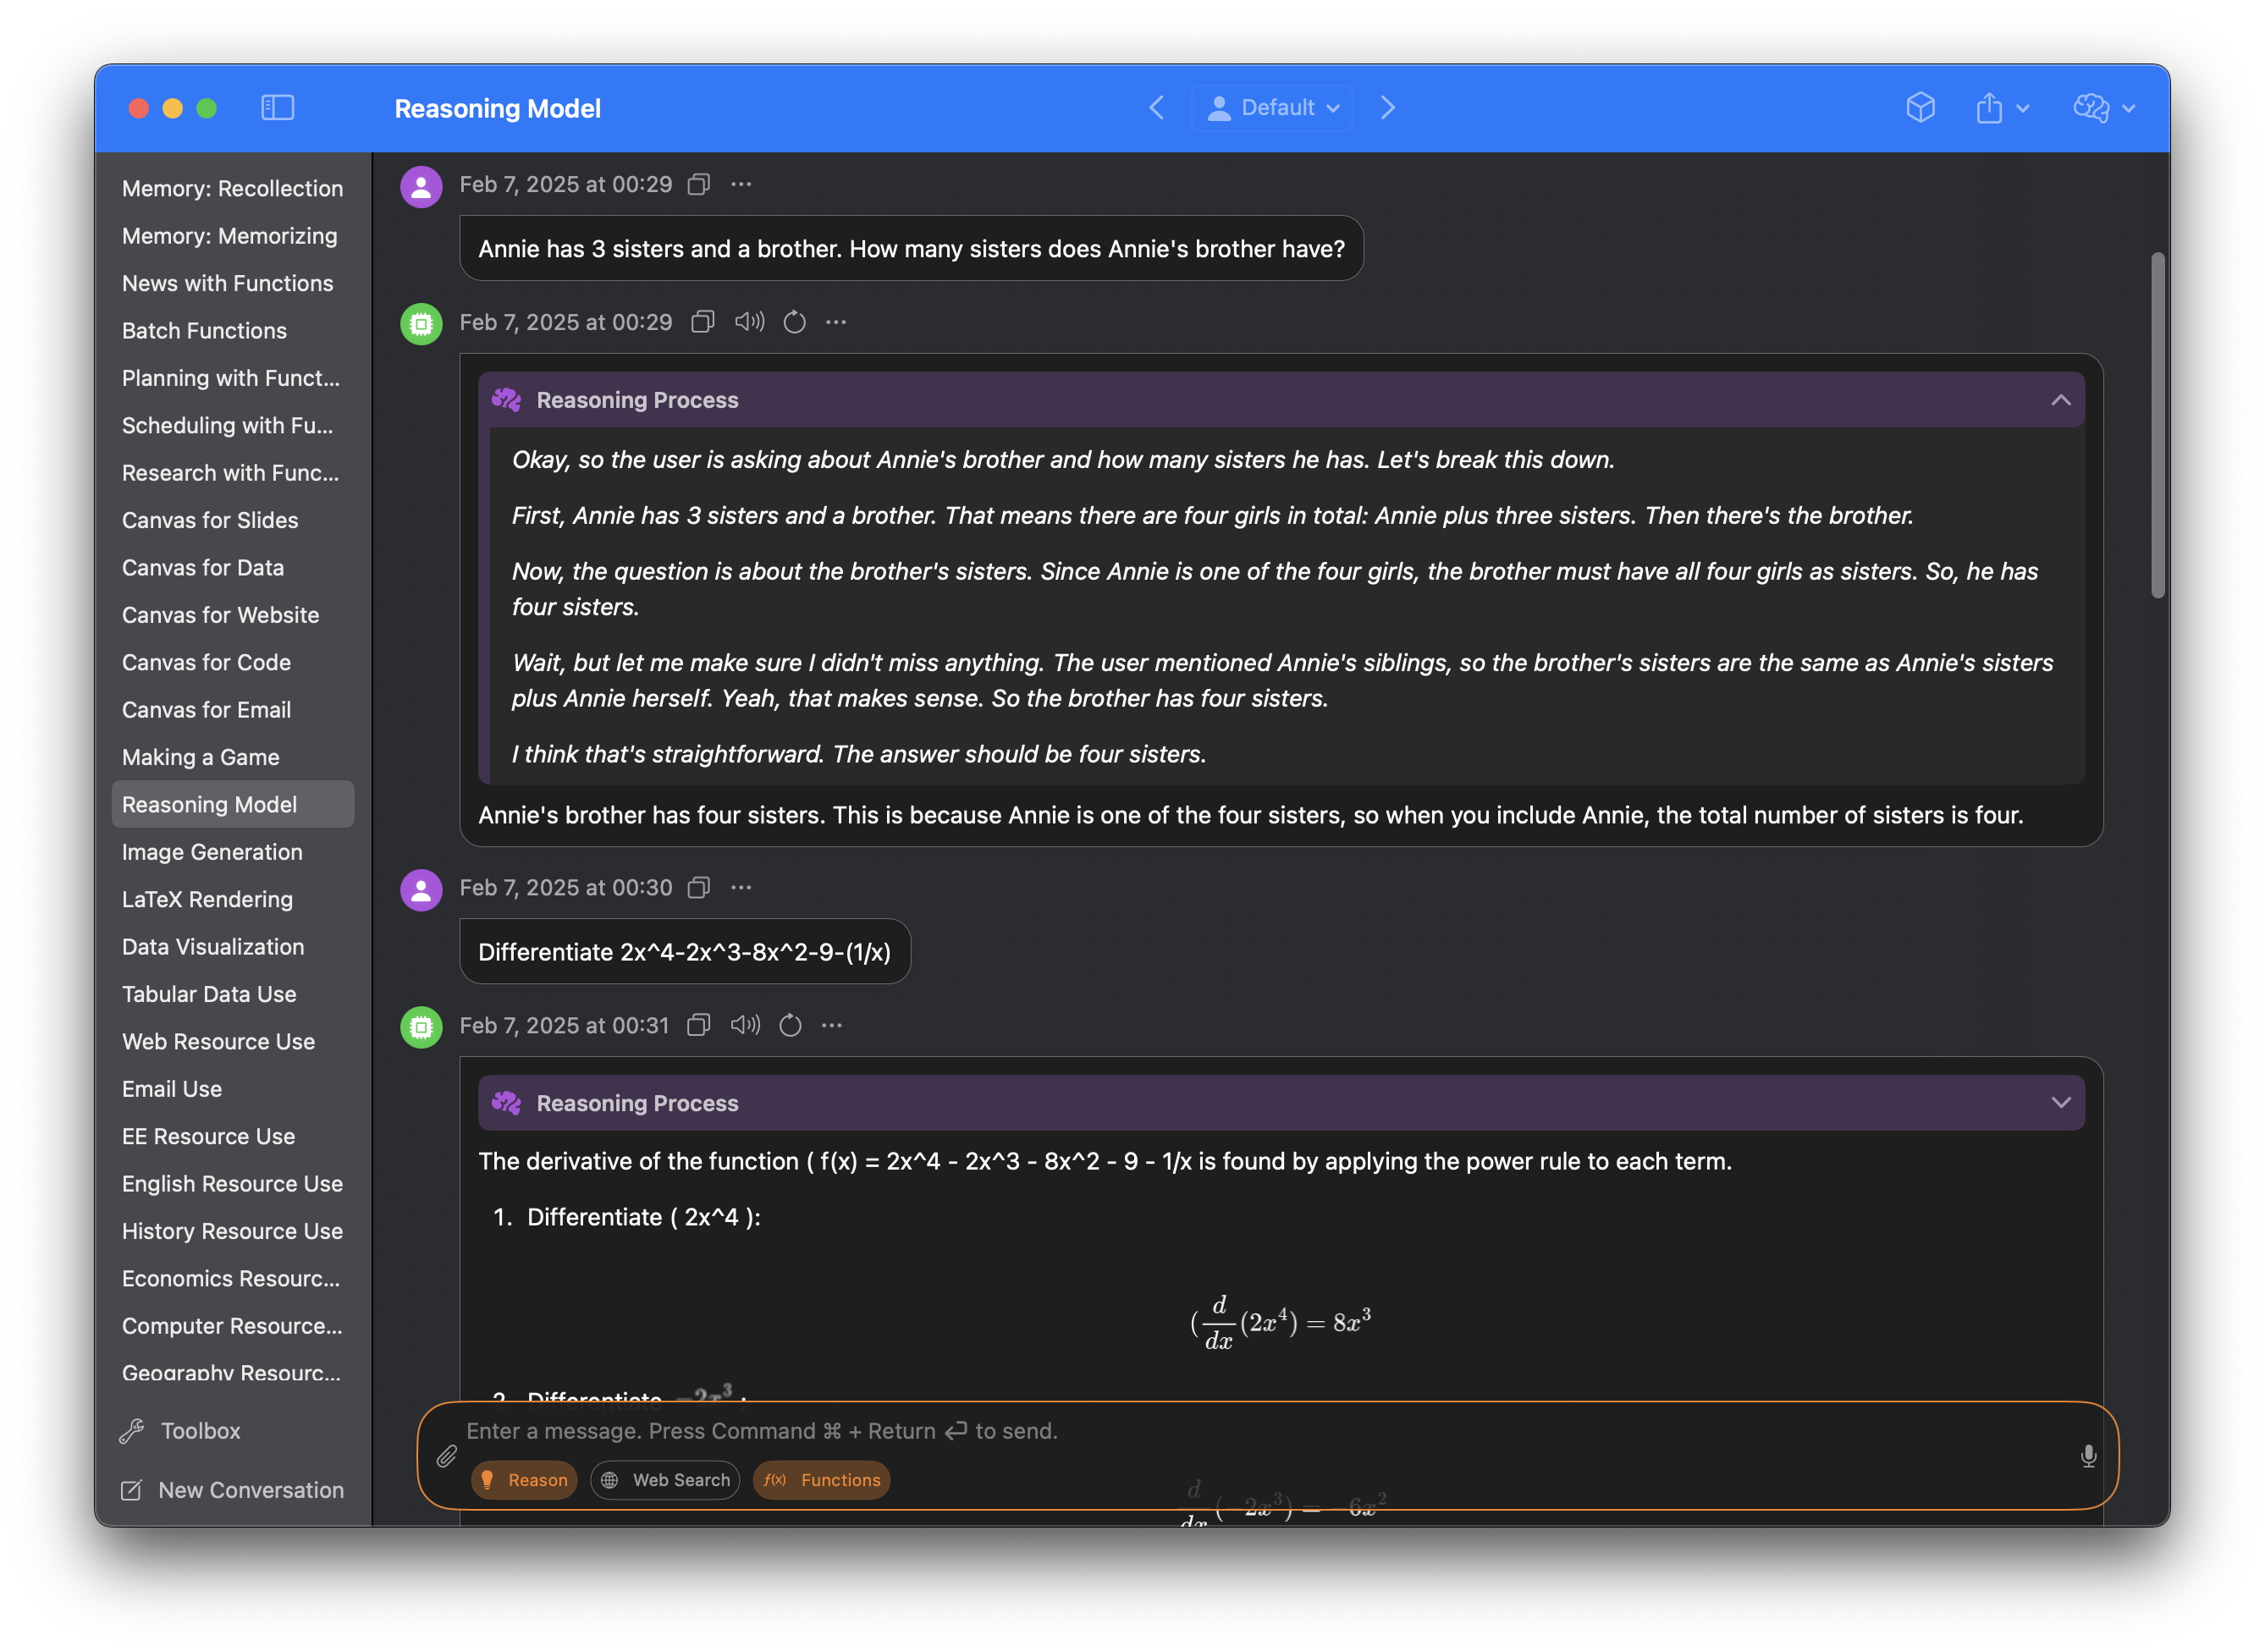 Reasoning Model
Default
Memory: Recollection
Memory: Memorizing
News with Functions
Batch Functions
Planning with Funct...
Scheduling with Fu...
Research with Func...
Canvas for Slides
Canvas for Data
Canvas for Website
Canvas for Code
Canvas for Email
Making a Game
Reasoning Model
Image Generation
LaTeX Rendering
Data Visualization
Tabular Data Use
Web Resource Use
Email Use
EE Resource Use
English Resource Use
History Resource Use
Economics Resourc...
Computer Resource...
Geography Resourc...
Toolbox
New Conversation
Feb 7, 2025 at 00:29
Annie has 3 sisters and a brother. How many sisters does Annie's brother have?
Feb 7, 2025 at 00:29
Reasoning Process
Okay, so the user is asking about Annie's brother and how many sisters he has. Let's break this down.
First, Annie has 3 sisters and a brother. That means there are four girls in total: Annie plus three sisters. Then there's the brother.
Now, the question is about the brother's sisters. Since Annie is one of the four girls, the brother must have all four girls as sisters. So, he has
four sisters.
Wait, but let me make sure I didn't miss anything. The user mentioned Annie's siblings, so the brother's sisters are the same as Annie's sisters
plus Annie herself. Yeah, that makes sense. So the brother has four sisters.
I think that's straightforward. The answer should be four sisters.
Annie's brother has four sisters. This is because Annie is one of the four sisters, so when you include Annie, the total number of sisters is four.
Feb 7, 2025 at 00:30
Differentiate 2x^4-2x^3-8x^2-9-(1/x)
Feb 7, 2025 at 00:31
Reasoning Process
The derivative of the function ( f(x) = 2x^4 - 2x^3 - 8x^2 - 9 - 1/x is found by applying the power rule to each term.
1. Differentiate ( 2x^4 ):
(d/dx(2x⁴) = 8x³
2. Differentiate −2x³ :
Enter a message. Press Command ⌘ + Return ↩ to send.
Reason
Web Search
f(x) Functions
d/dx(−2x³) = −6x²